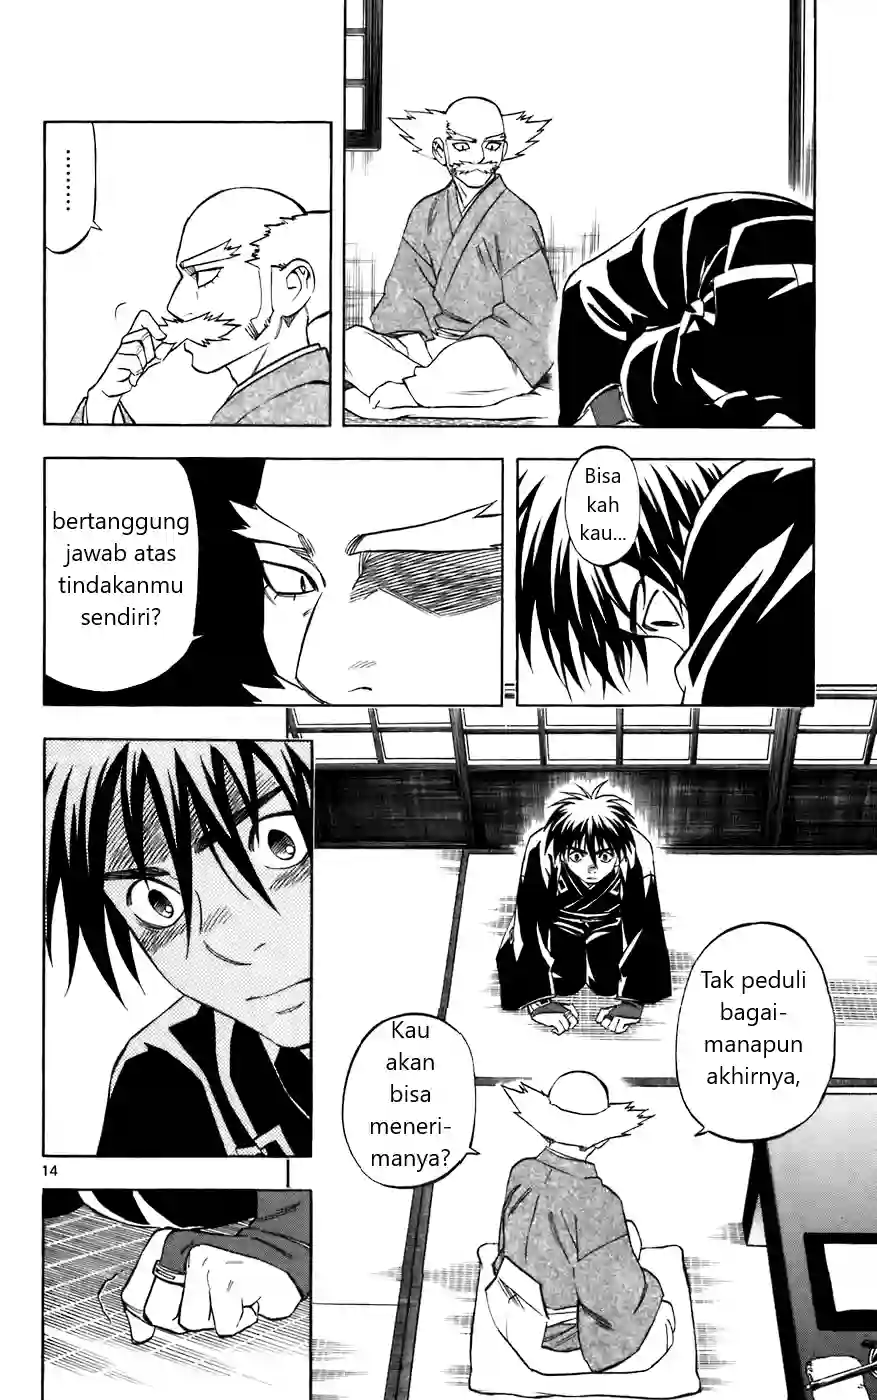 .........
Bisa
kah
kau...
bertanggung
jawab atas
tindakanmu
sendiri?
Tak peduli
bagai-
manapun
akhirnya,
Kau
akan
bisa
meneri-
manya?
14